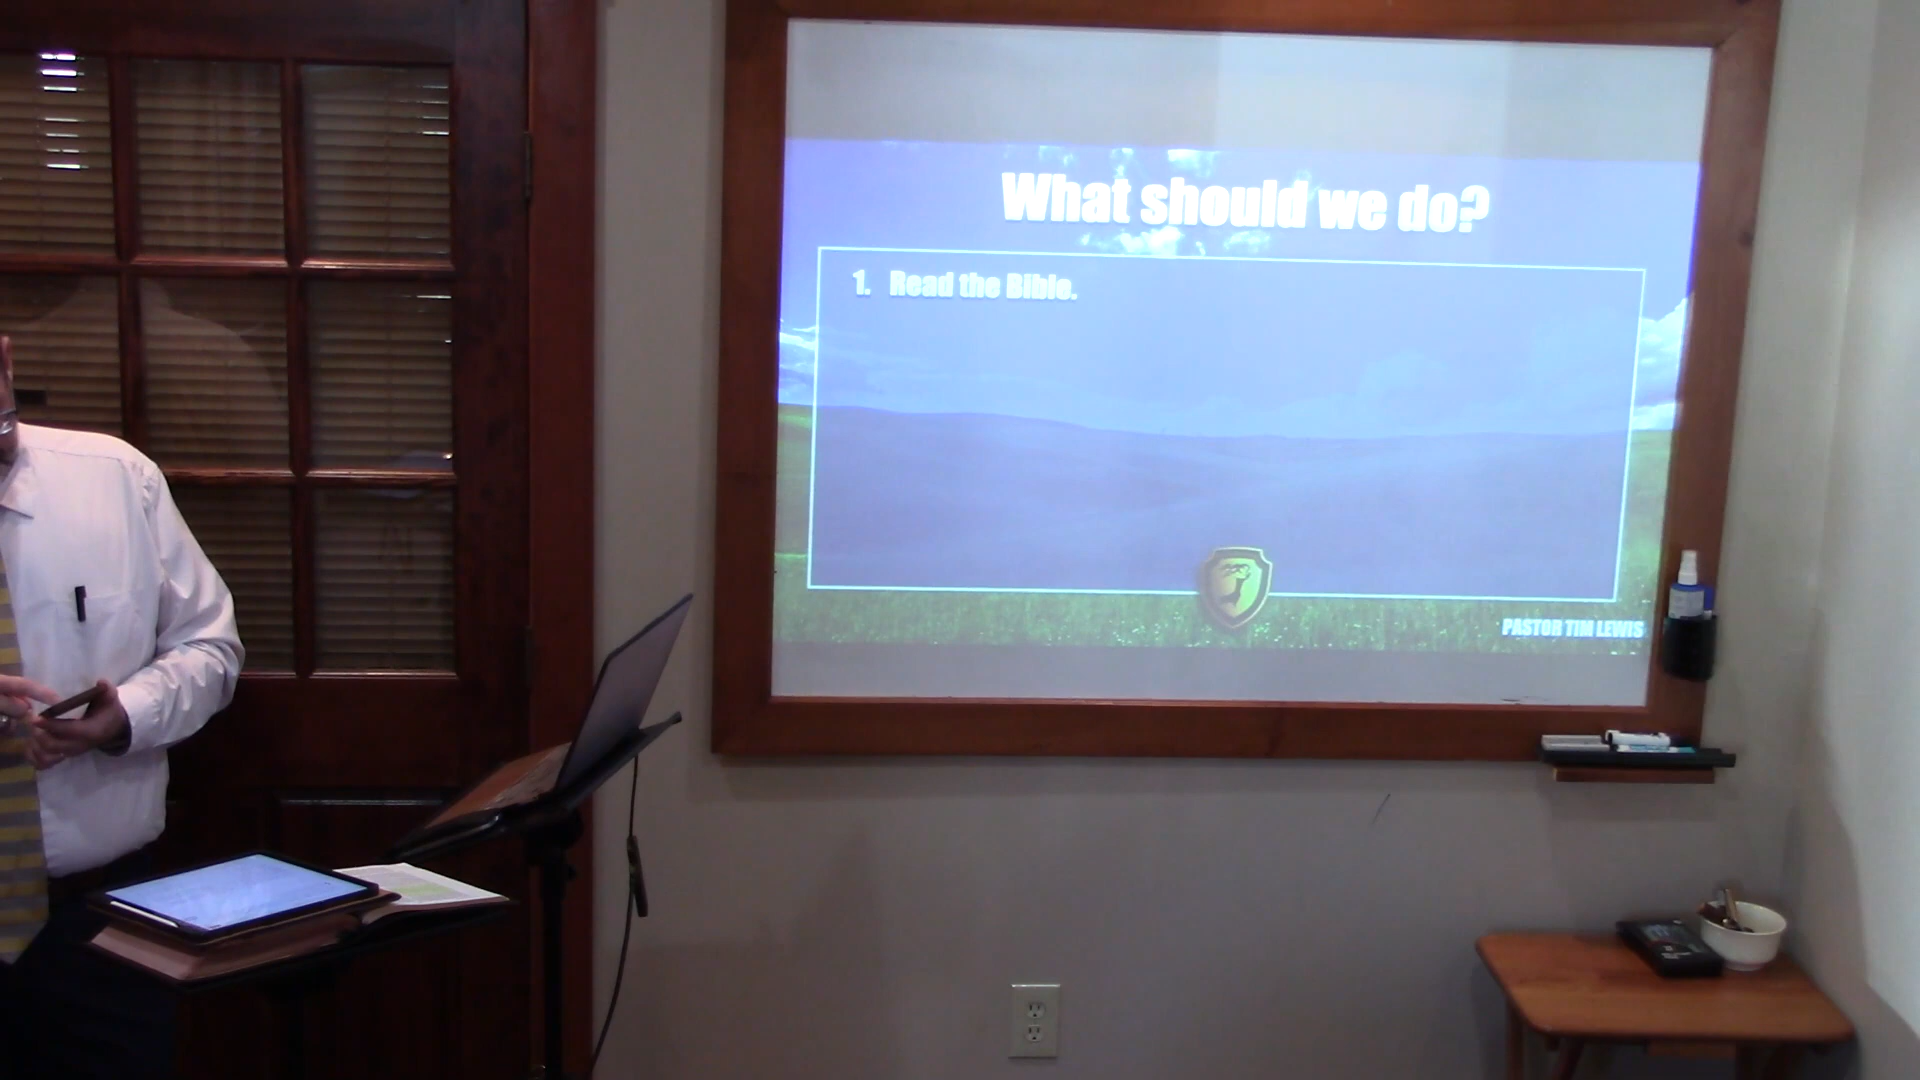 What should we do?
1. Read the Bible.
PASTOR TIM LEWIS